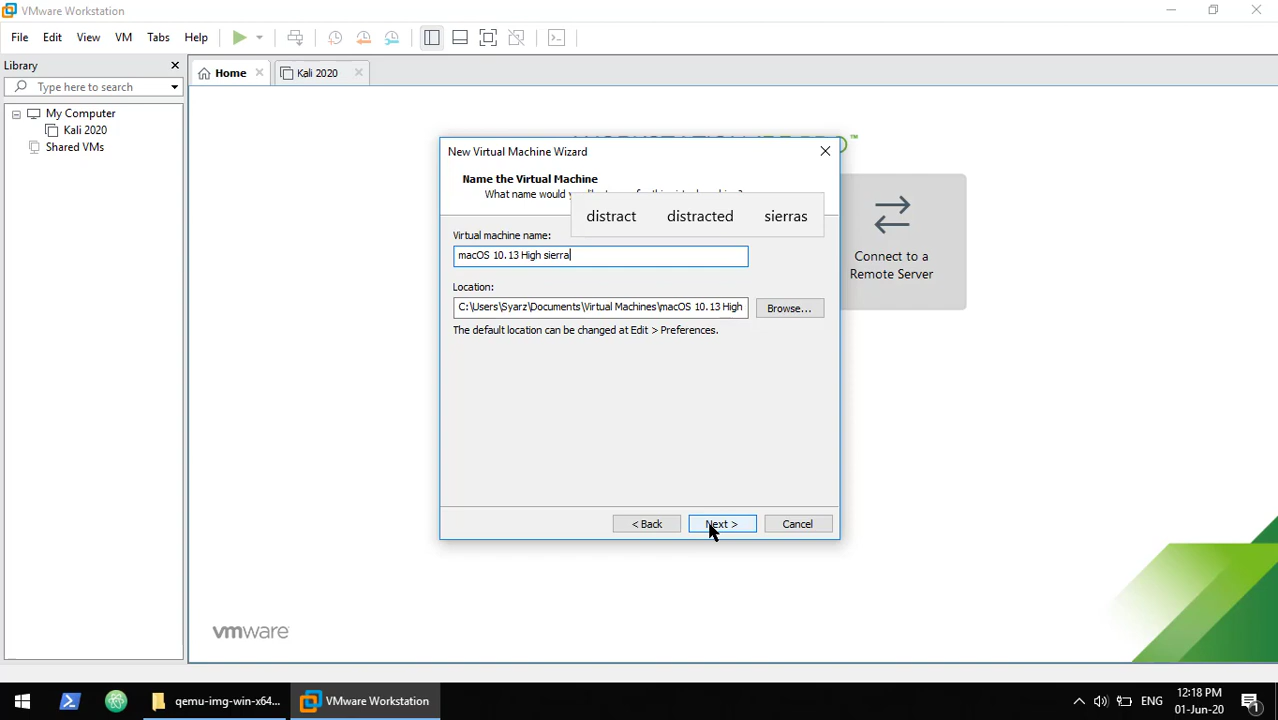 VMware Workstation
File Edit View VM Tabs Help
Library
Type here to search
My Computer
Kali 2020
Shared VMs
Home
Kali 2020
New Virtual Machine Wizard
Name the Virtual Machine
What name would
distract distracted sierras
Virtual machine name:
macOS 10.13 High sierra
Location:
C:\Users\Syarz\Documents\Virtual Machines\macOS 10.13 High
Browse...
The default location can be changed at Edit > Preferences.
< Back Next > Cancel
Connect to a
Remote Server
vmware
qemu-img-win-x64...
VMware Workstation
ENG
12:18 PM
01-Jun-20
1